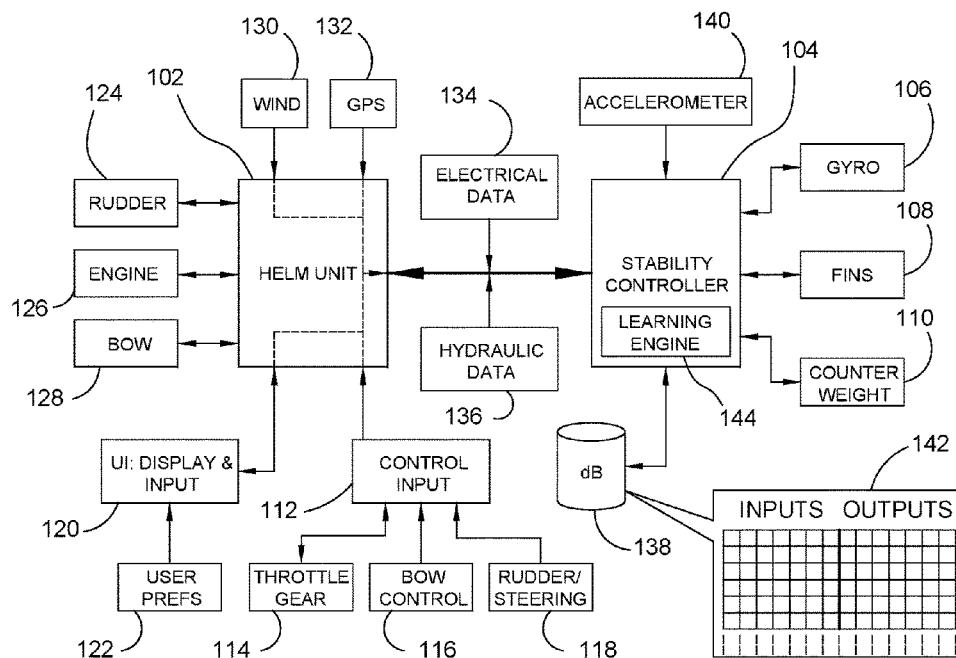 130
132
140
104
102
134
106
124
WIND
GPS
ACCELEROMETER
GYRO
RUDDER
ELECTRICAL
DATA
108
ENGINE
HELM UNIT
STABILITY
CONTROLLER
FINS
126
LEARNING
ENGINE
110
BOW
HYDRAULIC
DATA
COUNTER
WEIGHT
128
136
144
142
UI: DISPLAY &
INPUT
CONTROL
INPUT
dB
INPUTS
OUTPUTS
120
112
138
USER
PREFS
THROTTLE
GEAR
BOW
CONTROL
RUDDER/
STEERING
122
114
116
118